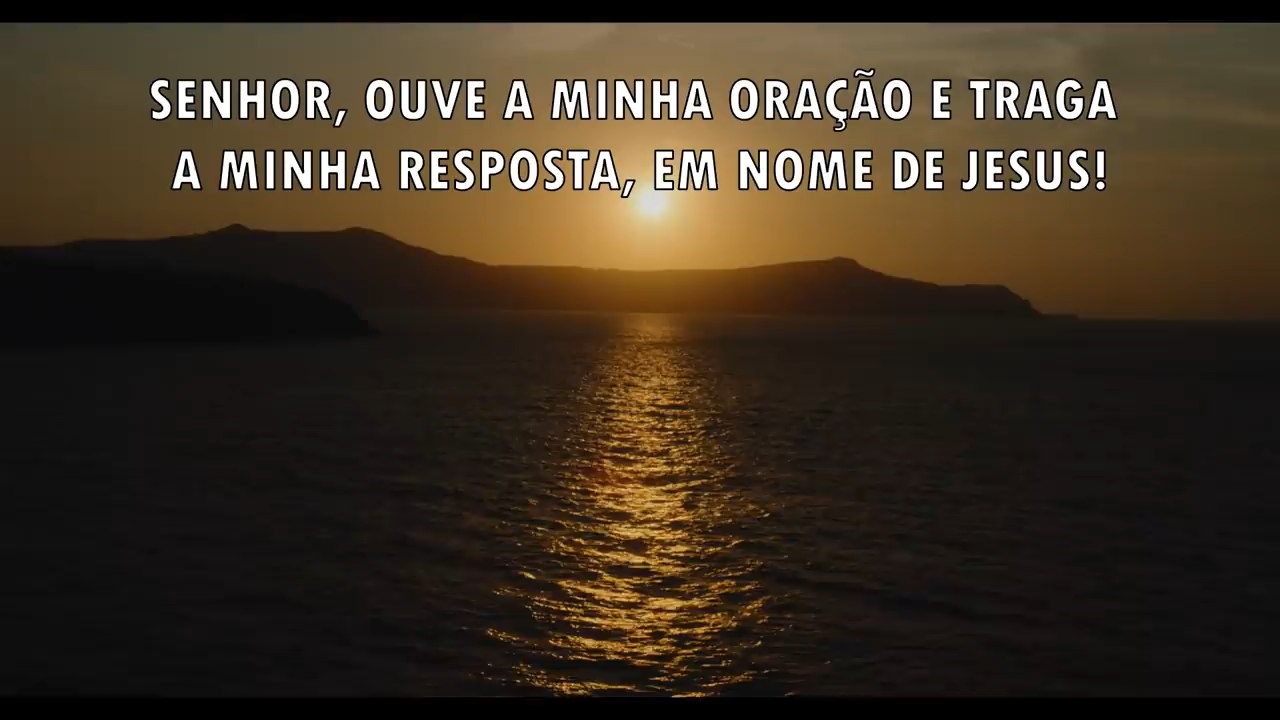 SENHOR, OUVE A MINHA ORAÇÃO E TRAGA
A MINHA RESPOSTA, EM NOME DE JESUS!